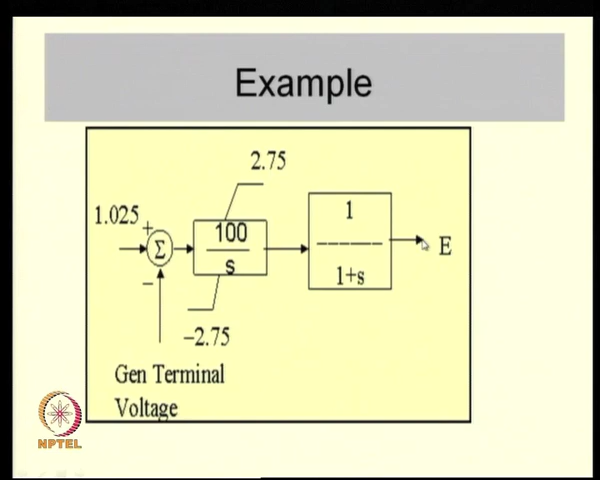 Example
2.75
1.025
+
Σ
100
s
1
1+s
E
−
−2.75
Gen Terminal
Voltage
NPTEL